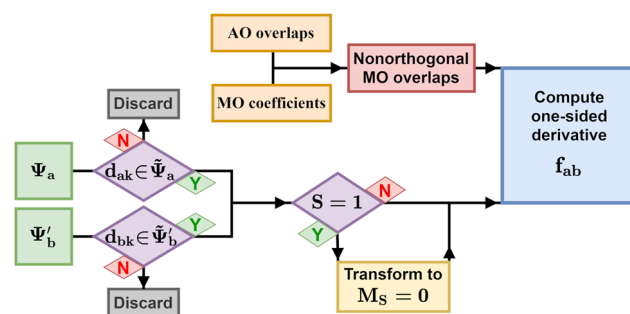 AO overlaps
MO coefficients
Nonorthogonal
MO overlaps
Compute
one-sided
derivative
f_ab
Discard
N
Ψ_a
d_ak∈Ψ̃_a
Y
Ψ′_b
d_bk∈Ψ̃′_b
Y
N
Discard
S = 1
N
Y
Transform to
M_S = 0